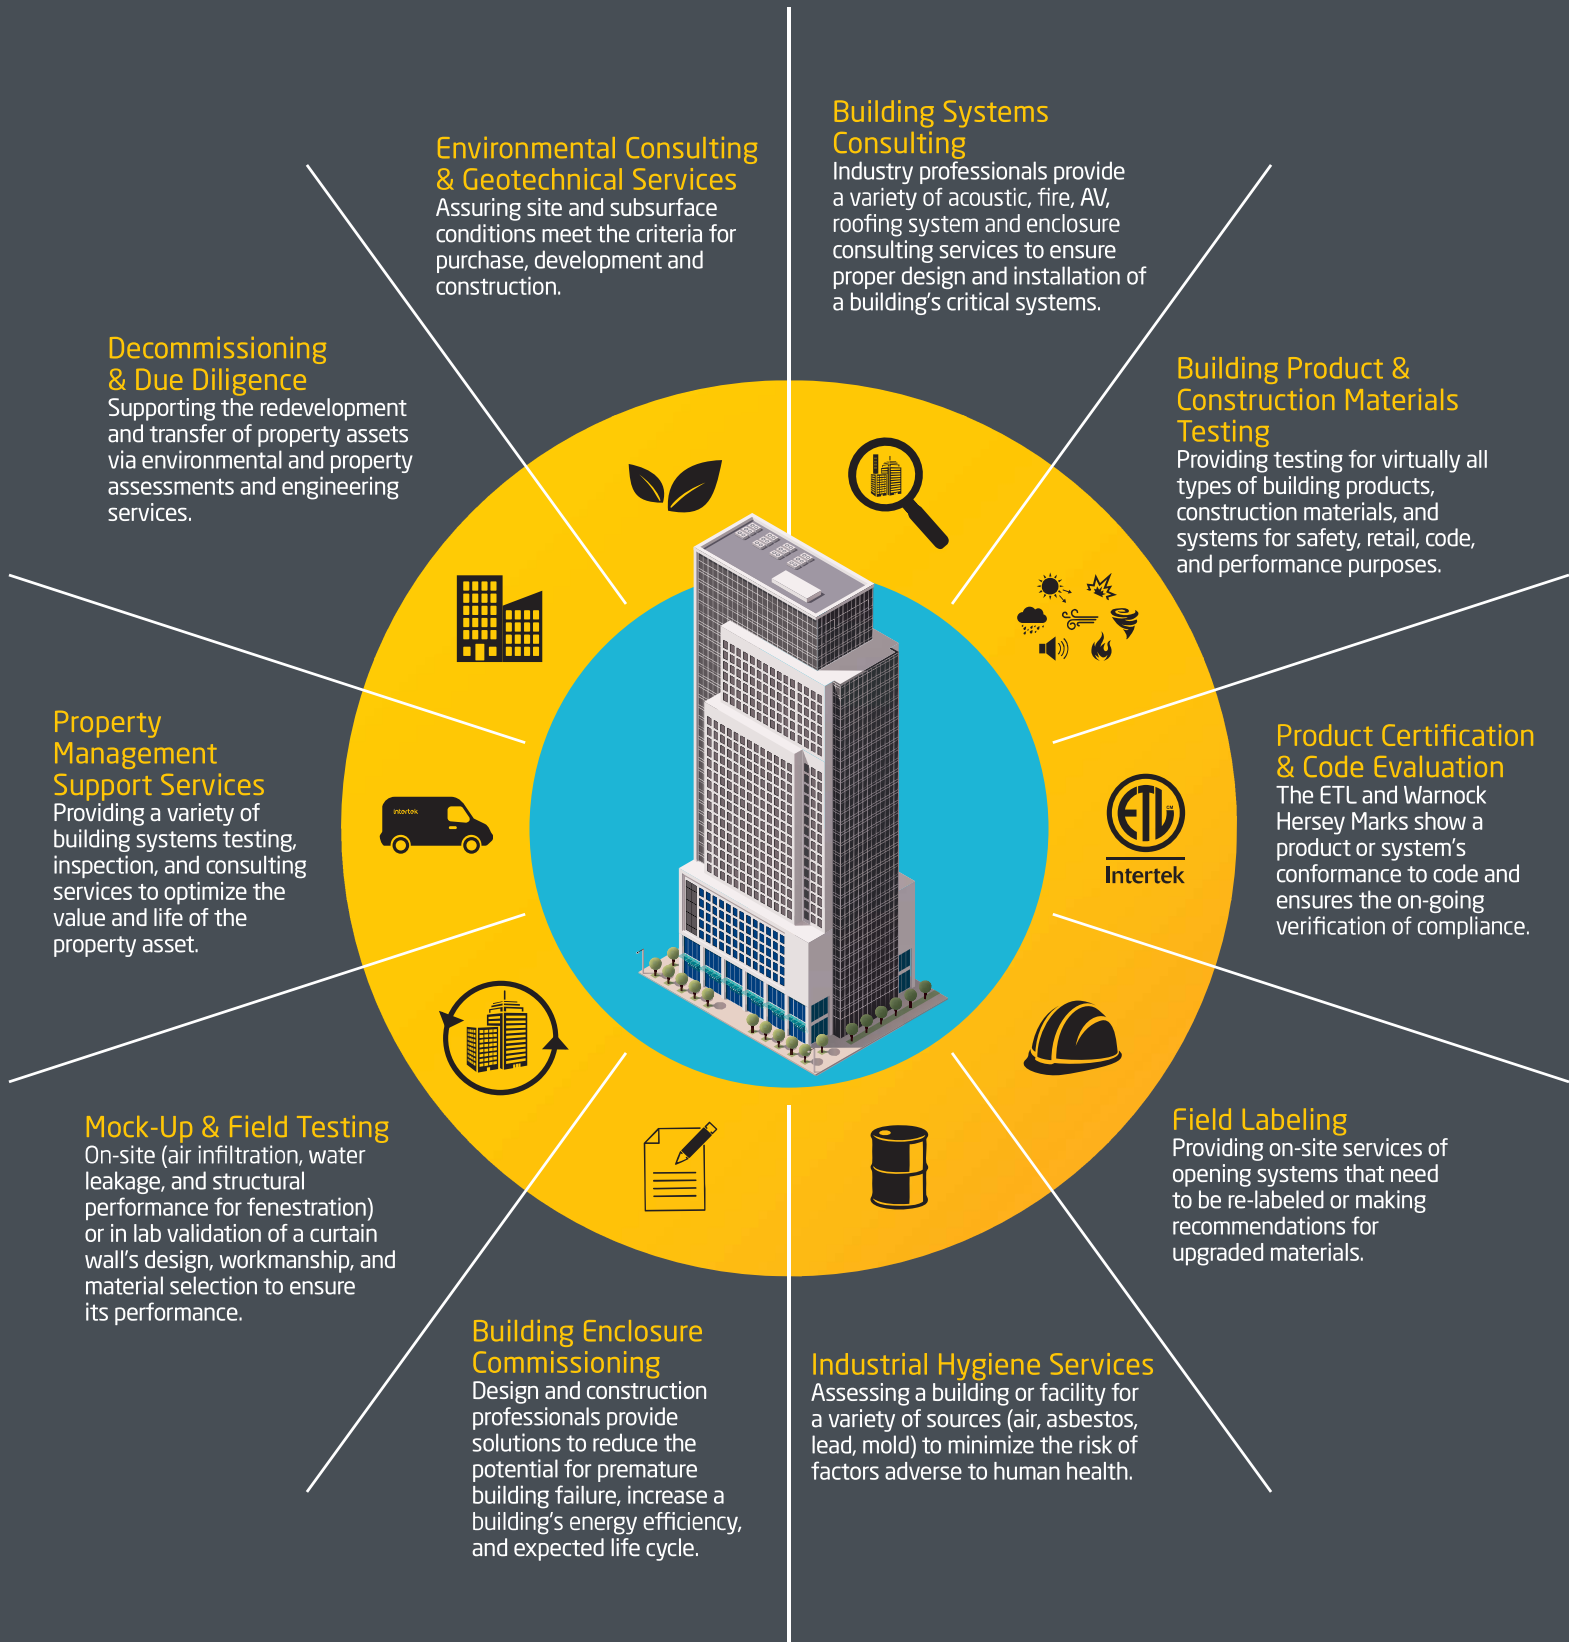 Building Systems
Consulting
Industry professionals provide
a variety of acoustic, fire, AV,
roofing system and enclosure
consulting services to ensure
proper design and installation of
a building's critical systems.
Building Product &
Construction Materials
Testing
Providing testing for virtually all
types of building products,
construction materials, and
systems for safety, retail, code,
and performance purposes.
Product Certification
& Code Evaluation
The ETL and Warnock
Hersey Marks show a
product or system's
conformance to code and
ensures the on-going
verification of compliance.
ETL
CM
Intertek
Field Labeling
Providing on-site services of
opening systems that need
to be re-labeled or making
recommendations for
upgraded materials.
Industrial Hygiene Services
Assessing a building or facility for
a variety of sources (air, asbestos,
lead, mold) to minimize the risk of
factors adverse to human health.
Building Enclosure
Commissioning
Design and construction
professionals provide
solutions to reduce the
potential for premature
building failure, increase a
building's energy efficiency,
and expected life cycle.
Mock-Up & Field Testing
On-site (air infiltration, water
leakage, and structural
performance for fenestration)
or in lab validation of a curtain
wall's design, workmanship, and
material selection to ensure
its performance.
Property
Management
Support Services
Providing a variety of
building systems testing,
inspection, and consulting
services to optimize the
value and life of the
property asset.
intertek
Decommissioning
& Due Diligence
Supporting the redevelopment
and transfer of property assets
via environmental and property
assessments and engineering
services.
Environmental Consulting
& Geotechnical Services
Assuring site and subsurface
conditions meet the criteria for
purchase, development and
construction.